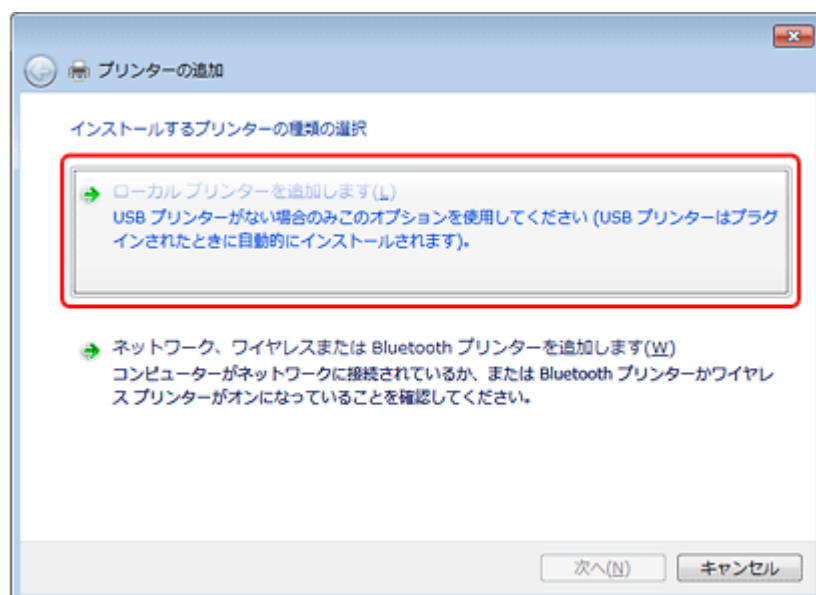 プリンターの追加
インストールするプリンターの種類の選択
ローカル プリンターを追加します(L)
USB プリンターがない場合のみこのオプションを使用してください (USB プリンターはプラグ
インされたときに自動的にインストールされます)。
ネットワーク、ワイヤレスまたは Bluetooth プリンターを追加します(W)
コンピューターがネットワークに接続されているか、または Bluetooth プリンターかワイヤレ
ス プリンターがオンになっていることを確認してください。
次へ(N)
キャンセル